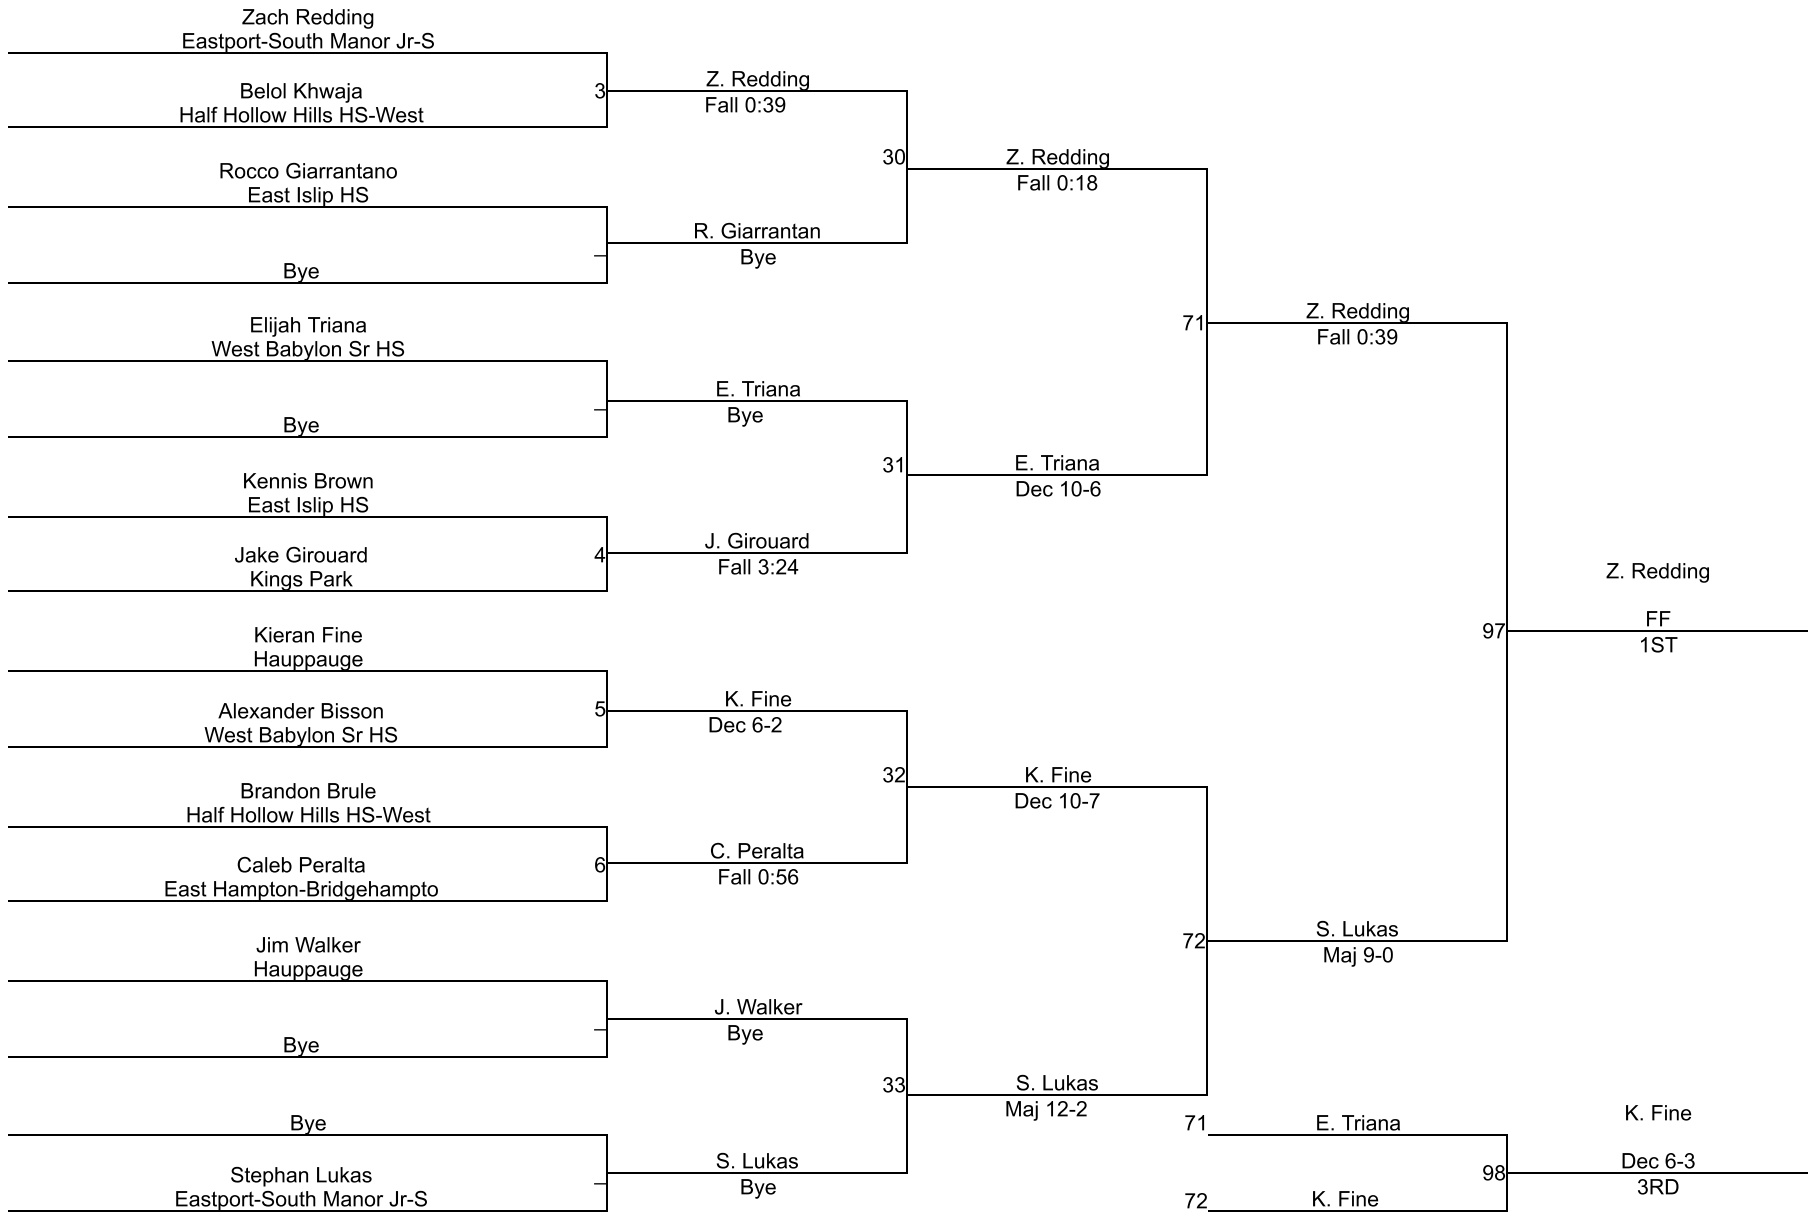 Zach Redding
Eastport-South Manor Jr-S
Belol Khwaja
Half Hollow Hills HS-West
3
Z. Redding
Fall 0:39
Rocco Giarrantano
East Islip HS
Bye
R. Giarrantan
Bye
30
Z. Redding
Fall 0:18
Elijah Triana
West Babylon Sr HS
Bye
E. Triana
Bye
Kennis Brown
East Islip HS
Jake Girouard
Kings Park
4
J. Girouard
Fall 3:24
31
E. Triana
Dec 10-6
71
Z. Redding
Fall 0:39
Kieran Fine
Hauppauge
Alexander Bisson
West Babylon Sr HS
5
K. Fine
Dec 6-2
Brandon Brule
Half Hollow Hills HS-West
Caleb Peralta
East Hampton-Bridgehampto
6
C. Peralta
Fall 0:56
32
K. Fine
Dec 10-7
Jim Walker
Hauppauge
Bye
J. Walker
Bye
Bye
Stephan Lukas
Eastport-South Manor Jr-S
S. Lukas
Bye
33
S. Lukas
Maj 12-2
72
S. Lukas
Maj 9-0
97
Z. Redding
FF
1ST
71
E. Triana
72
K. Fine
98
K. Fine
Dec 6-3
3RD